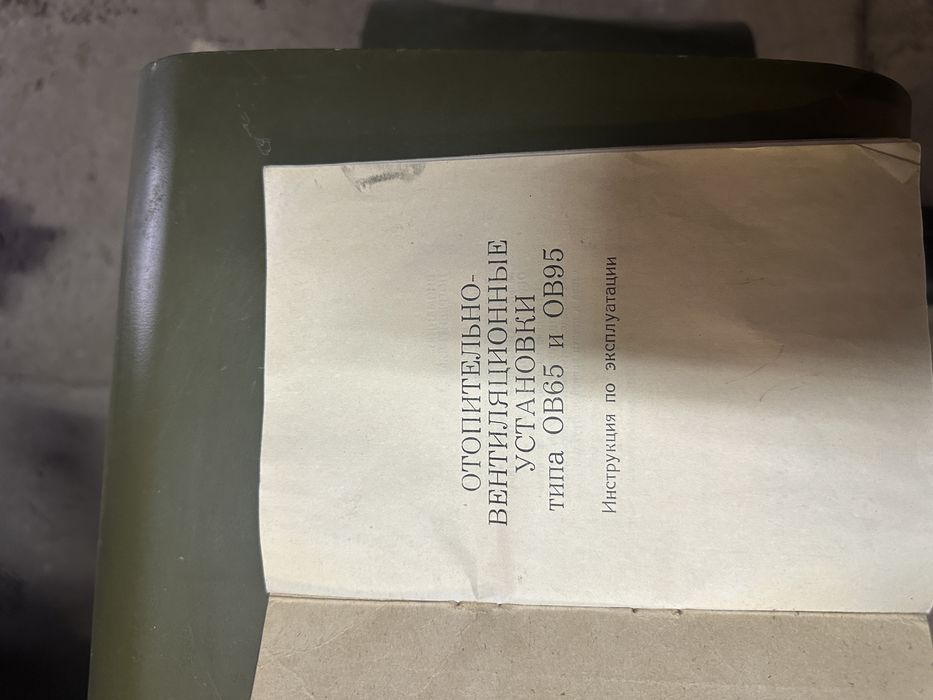 ОТОПИТЕЛЬНО-
ВЕНТИЛЯЦИОННЫЕ
УСТАНОВКИ
типа ОВ65 и ОВ95
Инструкция по эксплуатации